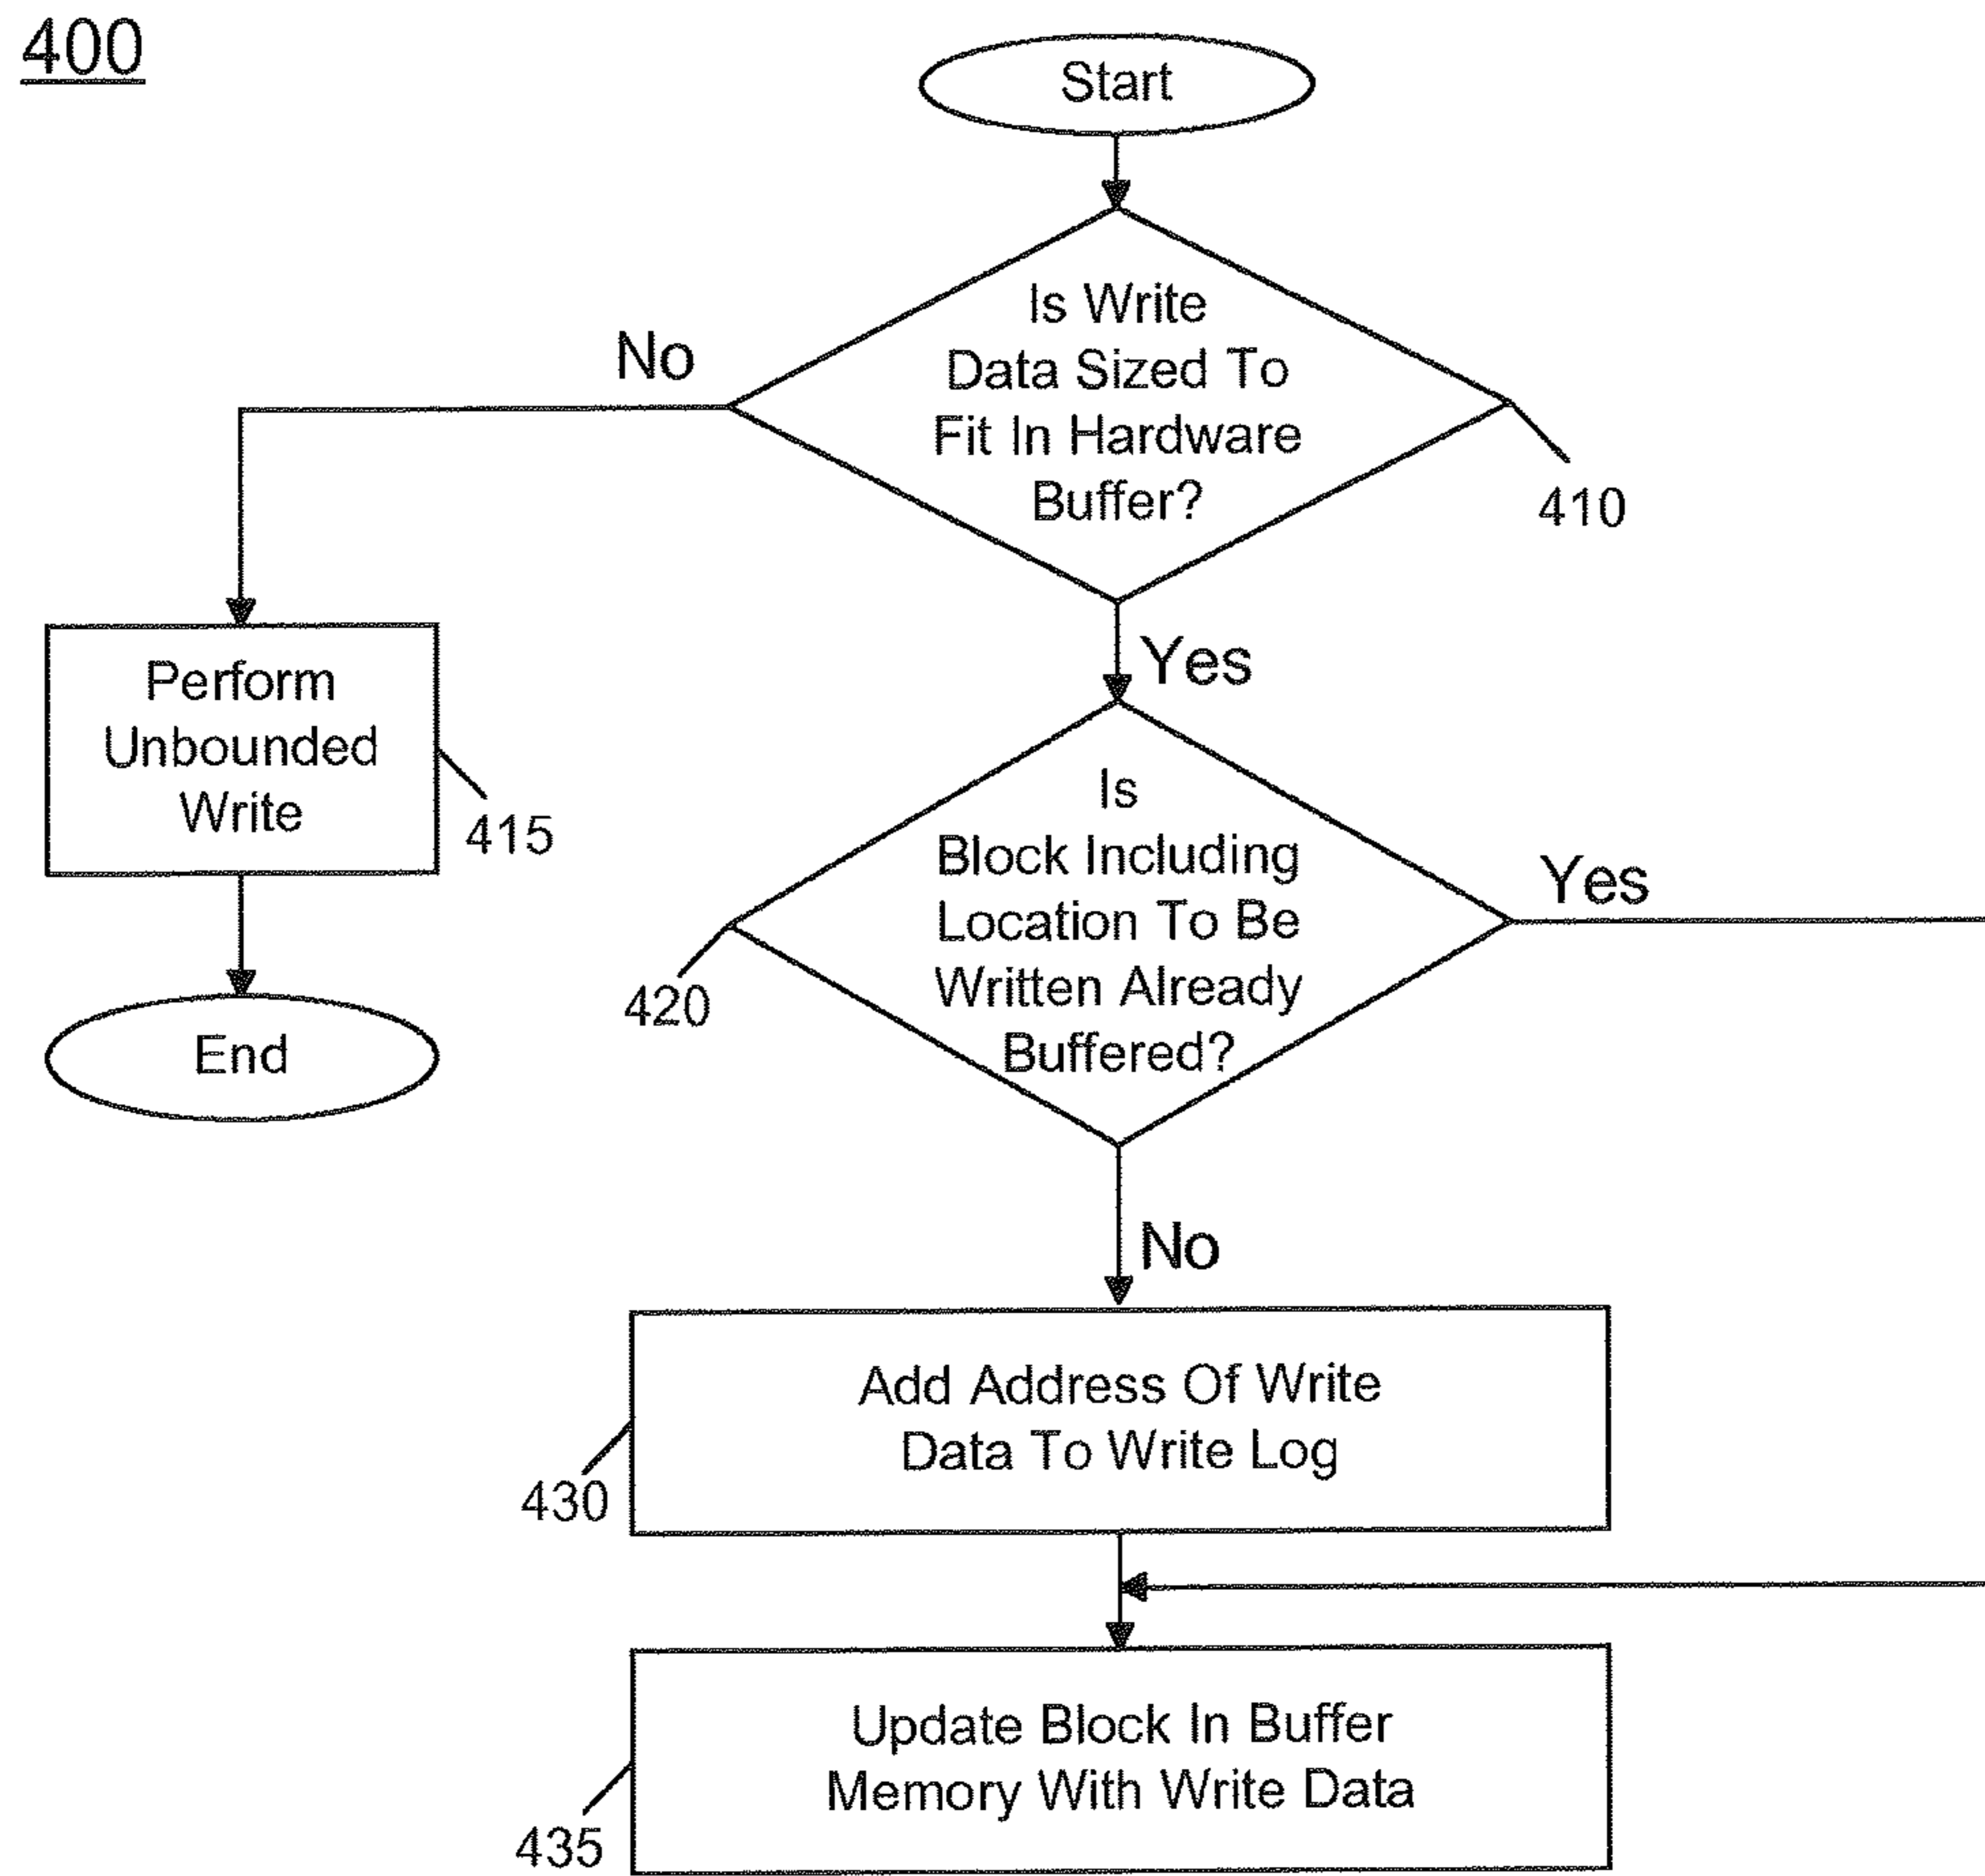 400
Start
Is Write
Data Sized To
Fit In Hardware
Buffer?
410
No
Yes
Perform
Unbounded
Write
415
End
Is
Block Including
Location To Be
Written Already
Buffered?
420
Yes
No
Add Address Of Write
Data To Write Log
430
Update Block In Buffer
Memory With Write Data
435